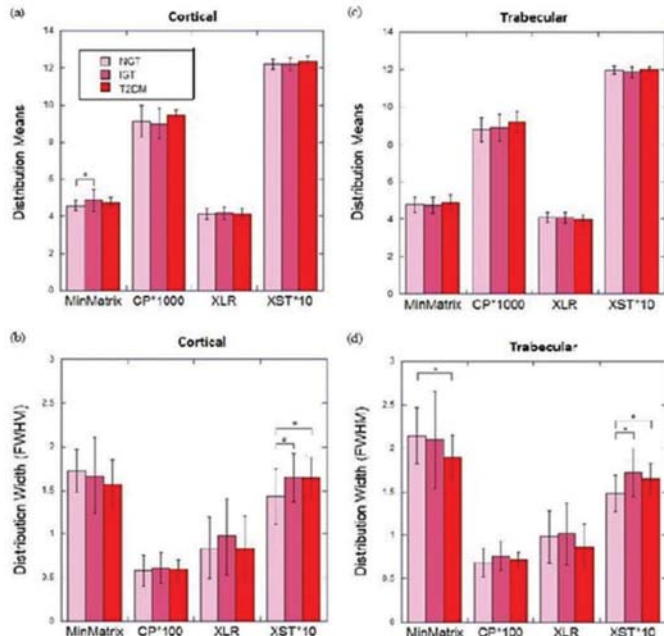 (a)
Cortical
14
12
10
8
6
4
2
0
Distribution Means
NGT
IGT
T2DM
*
MinMatrix CP*1000 XLR XST*10
(c)
Trabecular
14
12
10
8
6
4
2
0
Distribution Means
MinMatrix CP*1000 XLR XST*10
(b)
Cortical
3
2.5
2
1.5
1
0.5
0
Distribution Width (FWHM)
MinMatrix CP*100 XLR XST*10
(d)
Trabecular
3
2.5
2
1.5
1
0.5
0
Distribution Width (FWHM)
*
MinMatrix CP*100 XLR XST*10